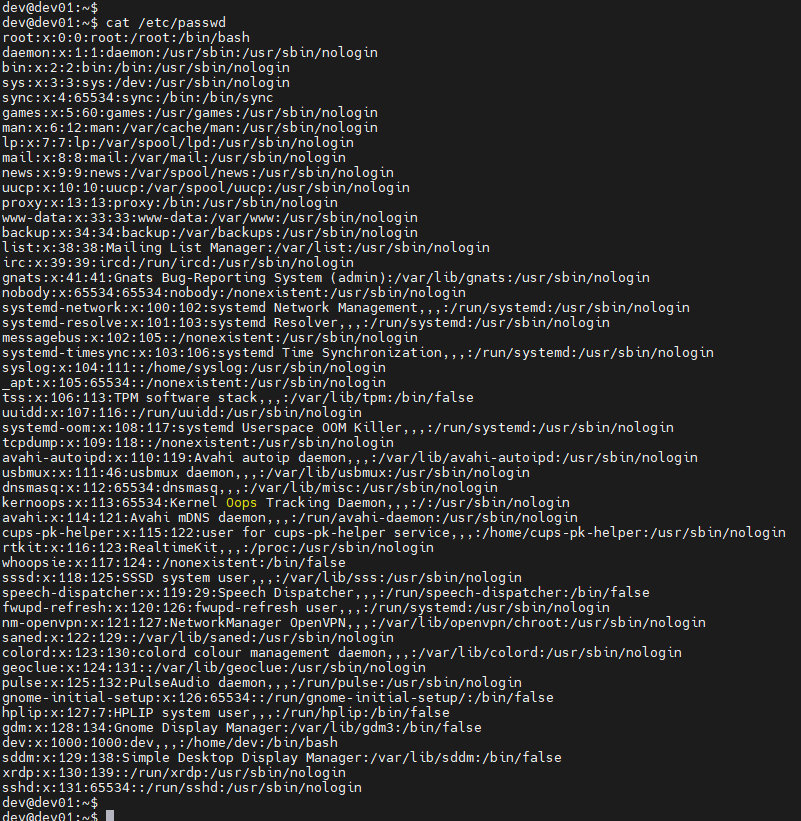 dev@dev01:~$
dev@dev01:~$ cat /etc/passwd
root:x:0:0:root:/root:/bin/bash
daemon:x:1:1:daemon:/usr/sbin:/usr/sbin/nologin
bin:x:2:2:bin:/bin:/usr/sbin/nologin
sys:x:3:3:sys:/dev:/usr/sbin/nologin
sync:x:4:65534:sync:/bin:/bin/sync
games:x:5:60:games:/usr/games:/usr/sbin/nologin
man:x:6:12:man:/var/cache/man:/usr/sbin/nologin
lp:x:7:7:lp:/var/spool/lpd:/usr/sbin/nologin
mail:x:8:8:mail:/var/mail:/usr/sbin/nologin
news:x:9:9:news:/var/spool/news:/usr/sbin/nologin
uucp:x:10:10:uucp:/var/spool/uucp:/usr/sbin/nologin
proxy:x:13:13:proxy:/bin:/usr/sbin/nologin
www-data:x:33:33:www-data:/var/www:/usr/sbin/nologin
backup:x:34:34:backup:/var/backups:/usr/sbin/nologin
list:x:38:38:Mailing List Manager:/var/list:/usr/sbin/nologin
irc:x:39:39:ircd:/run/ircd:/usr/sbin/nologin
gnats:x:41:41:Gnats Bug-Reporting System (admin):/var/lib/gnats:/usr/sbin/nologin
nobody:x:65534:65534:nobody:/nonexistent:/usr/sbin/nologin
systemd-network:x:100:102:systemd Network Management,,,:/run/systemd:/usr/sbin/nologin
systemd-resolve:x:101:103:systemd Resolver,,,:/run/systemd:/usr/sbin/nologin
messagebus:x:102:105::/nonexistent:/usr/sbin/nologin
systemd-timesync:x:103:106:systemd Time Synchronization,,,:/run/systemd:/usr/sbin/nologin
syslog:x:104:111::/home/syslog:/usr/sbin/nologin
_apt:x:105:65534::/nonexistent:/usr/sbin/nologin
tss:x:106:113:TPM software stack,,,:/var/lib/tpm:/bin/false
uuidd:x:107:116::/run/uuidd:/usr/sbin/nologin
systemd-oom:x:108:117:systemd Userspace OOM Killer,,,:/run/systemd:/usr/sbin/nologin
tcpdump:x:109:118::/nonexistent:/usr/sbin/nologin
avahi-autoipd:x:110:119:Avahi autoip daemon,,,:/var/lib/avahi-autoipd:/usr/sbin/nologin
usbmux:x:111:46:usbmux daemon,,,:/var/lib/usbmux:/usr/sbin/nologin
dnsmasq:x:112:65534:dnsmasq,,,:/var/lib/misc:/usr/sbin/nologin
kernoops:x:113:65534:Kernel Oops Tracking Daemon,,,:/:/usr/sbin/nologin
avahi:x:114:121:Avahi mDNS daemon,,,:/run/avahi-daemon:/usr/sbin/nologin
cups-pk-helper:x:115:122:user for cups-pk-helper service,,,:/home/cups-pk-helper:/usr/sbin/nologin
rtkit:x:116:123:RealtimeKit,,,:/proc:/usr/sbin/nologin
whoopsie:x:117:124::/nonexistent:/bin/false
sssd:x:118:125:SSSD system user,,,:/var/lib/sss:/usr/sbin/nologin
speech-dispatcher:x:119:29:Speech Dispatcher,,,:/run/speech-dispatcher:/bin/false
fwupd-refresh:x:120:126:fwupd-refresh user,,,:/run/systemd:/usr/sbin/nologin
nm-openvpn:x:121:127:NetworkManager OpenVPN,,,:/var/lib/openvpn/chroot:/usr/sbin/nologin
saned:x:122:129::/var/lib/saned:/usr/sbin/nologin
colord:x:123:130:colord colour management daemon,,,:/var/lib/colord:/usr/sbin/nologin
geoclue:x:124:131::/var/lib/geoclue:/usr/sbin/nologin
pulse:x:125:132:PulseAudio daemon,,,:/run/pulse:/usr/sbin/nologin
gnome-initial-setup:x:126:65534::/run/gnome-initial-setup/:/bin/false
hplip:x:127:7:HPLIP system user,,,:/run/hplip:/bin/false
gdm:x:128:134:Gnome Display Manager:/var/lib/gdm3:/bin/false
dev:x:1000:1000:dev,,,:/home/dev:/bin/bash
sddm:x:129:138:Simple Desktop Display Manager:/var/lib/sddm:/bin/false
xrdp:x:130:139::/run/xrdp:/usr/sbin/nologin
sshd:x:131:65534::/run/sshd:/usr/sbin/nologin
dev@dev01:~$
dev@dev01:~$